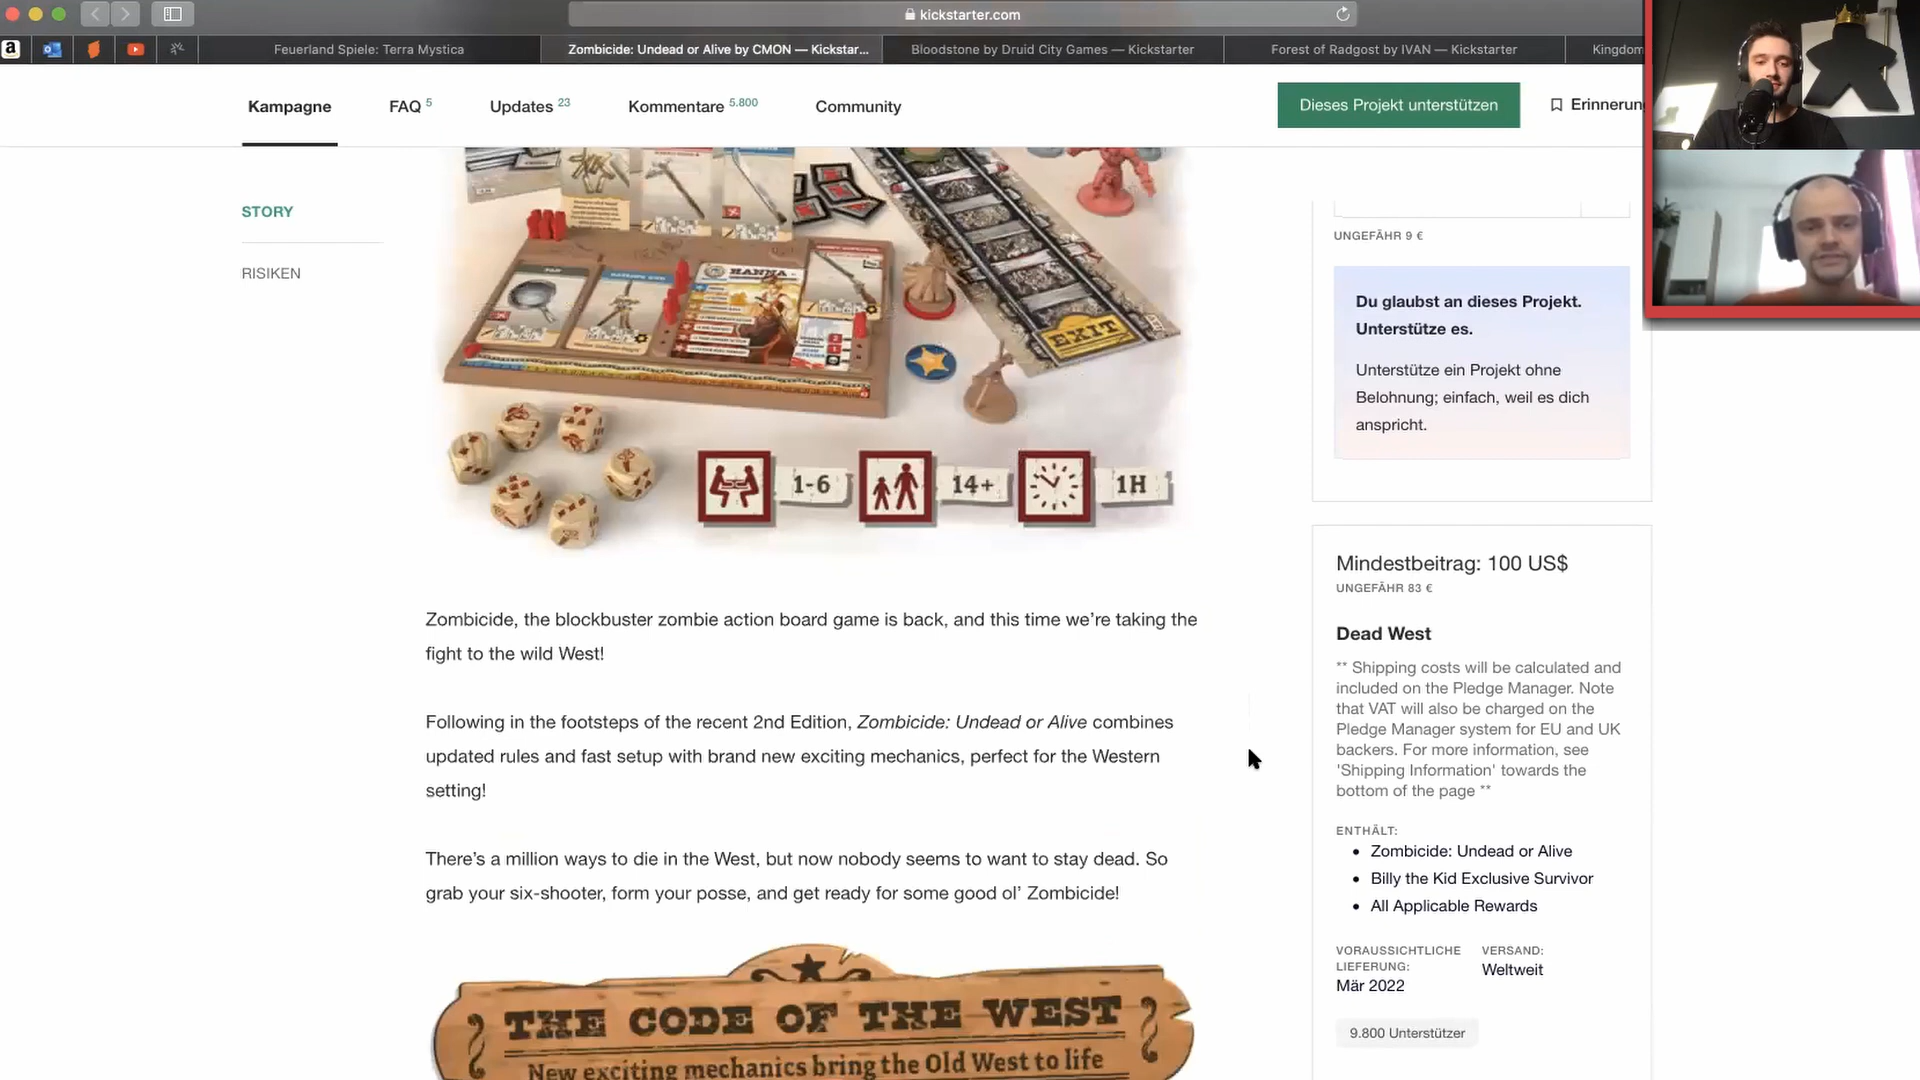 kickstarter.com
a
Feuerland Spiele: Terra Mystica
Zombicide: Undead or Alive by CMON — Kickstar...
Bloodstone by Druid City Games — Kickstarter
Forest of Radgost by IVAN — Kickstarter
Kingdom
Kampagne
FAQ 5
Updates 23
Kommentare 5.800
Community
Dieses Projekt unterstützen
Erinnerun
STORY
RISIKEN
HANNA
EXIT
1-6
14+
1H
Zombicide, the blockbuster zombie action board game is back, and this time we're taking the
fight to the wild West!
Following in the footsteps of the recent 2nd Edition, Zombicide: Undead or Alive combines
updated rules and fast setup with brand new exciting mechanics, perfect for the Western
setting!
There's a million ways to die in the West, but now nobody seems to want to stay dead. So
grab your six-shooter, form your posse, and get ready for some good ol' Zombicide!
THE CODE OF THE WEST
New exciting mechanics bring the Old West to life
UNGEFÄHR 9 €
Du glaubst an dieses Projekt.
Unterstütze es.
Unterstütze ein Projekt ohne
Belohnung; einfach, weil es dich
anspricht.
Mindestbeitrag: 100 US$
UNGEFÄHR 83 €
Dead West
** Shipping costs will be calculated and
included on the Pledge Manager. Note
that VAT will also be charged on the
Pledge Manager system for EU and UK
backers. For more information, see
'Shipping Information' towards the
bottom of the page **
ENTHÄLT:
• Zombicide: Undead or Alive
• Billy the Kid Exclusive Survivor
• All Applicable Rewards
VORAUSSICHTLICHE
LIEFERUNG:
Mär 2022
VERSAND:
Weltweit
9.800 Unterstützer